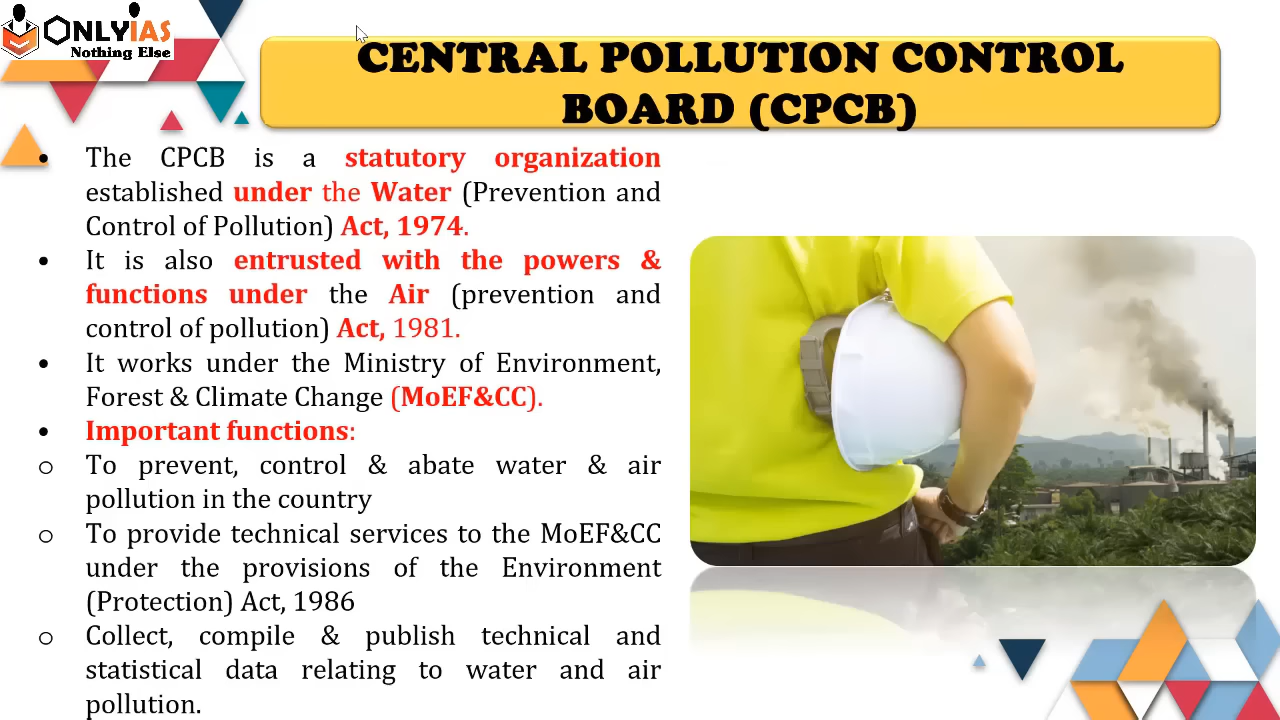 ONLYIAS
Nothing Else
CENTRAL POLLUTION CONTROL
BOARD (CPCB)
• The CPCB is a statutory organization
established under the Water (Prevention and
Control of Pollution) Act, 1974.
• It is also entrusted with the powers &
functions under the Air (prevention and
control of pollution) Act, 1981.
• It works under the Ministry of Environment,
Forest & Climate Change (MoEF&CC).
• Important functions:
o To prevent, control & abate water & air
pollution in the country
o To provide technical services to the MoEF&CC
under the provisions of the Environment
(Protection) Act, 1986
o Collect, compile & publish technical and
statistical data relating to water and air
pollution.